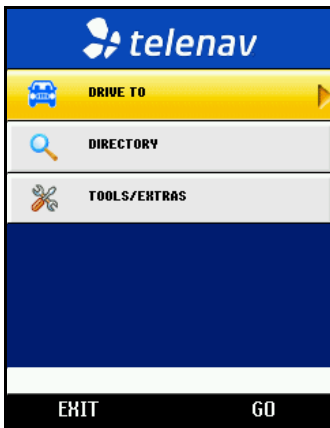 telenav
DRIVE TO
DIRECTORY
TOOLS/EXTRAS
EXIT GO